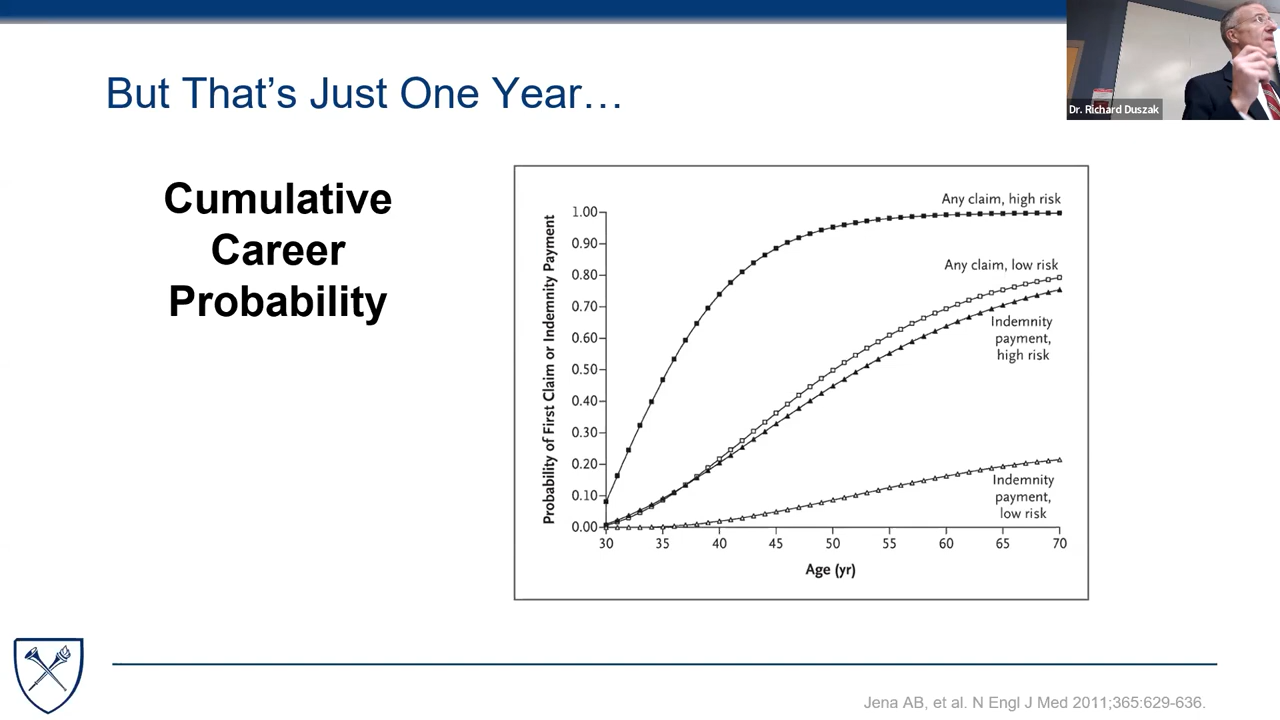 But That's Just One Year…
Dr. Richard Duszak
Cumulative
Career
Probability
Probability of First Claim or Indemnity Payment
1.00
0.90
0.80
0.70
0.60
0.50
0.40
0.30
0.20
0.10
0.00
Any claim, high risk
Any claim, low risk
Indemnity
payment,
high risk
Indemnity
payment,
low risk
30 35 40 45 50 55 60 65 70
Age (yr)
Jena AB, et al. N Engl J Med 2011;365:629-636.